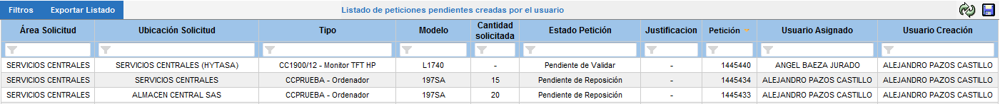 Filtros Exportar Listado Listado de peticiones pendientes creadas por el usuario
Área Solicitud Ubicación Solicitud Tipo Modelo Cantidad solicitada Estado Petición Justificacion Petición Usuario Asignado Usuario Creación
SERVICIOS CENTRALES SERVICIOS CENTRALES (HYTASA) CC1900/12 - Monitor TFT HP L1740 - Pendiente de Validar - 1445440 ANGEL BAEZA JURADO ALEJANDRO PAZOS CASTILLO
SERVICIOS CENTRALES SERVICIOS CENTRALES CCPRUEBA - Ordenador 197SA 15 Pendiente de Reposición - 1445434 ALEJANDRO PAZOS CASTILLO ALEJANDRO PAZOS CASTILLO
SERVICIOS CENTRALES ALMACEN CENTRAL SAS CCPRUEBA - Ordenador 197SA 20 Pendiente de Reposición - 1445433 ALEJANDRO PAZOS CASTILLO ALEJANDRO PAZOS CASTILLO